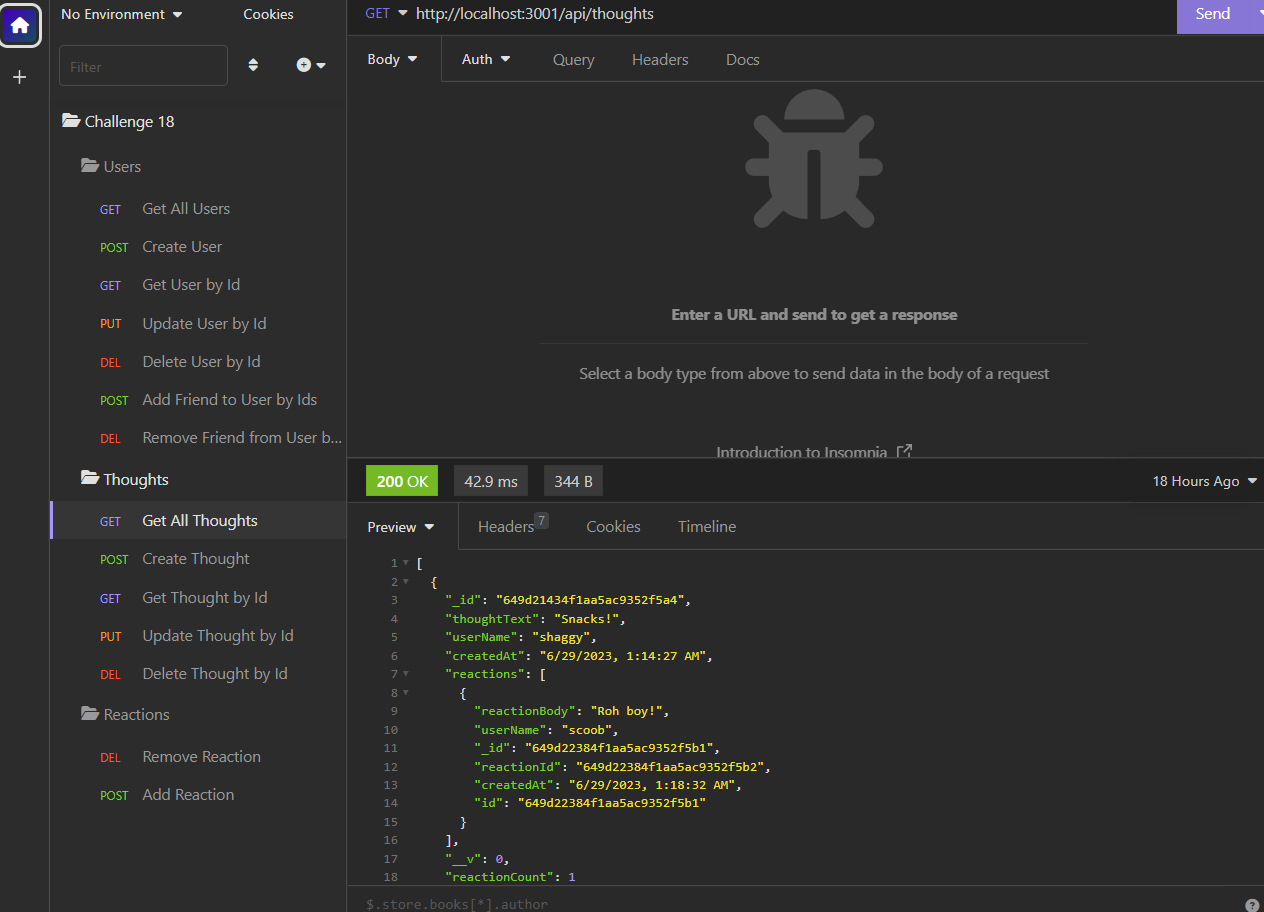 No Environment
Cookies
Filter
Challenge 18
Users
GET Get All Users
POST Create User
GET Get User by Id
PUT Update User by Id
DEL Delete User by Id
POST Add Friend to User by Ids
DEL Remove Friend from User b...
Thoughts
GET Get All Thoughts
POST Create Thought
GET Get Thought by Id
PUT Update Thought by Id
DEL Delete Thought by Id
Reactions
DEL Remove Reaction
POST Add Reaction
GET http://localhost:3001/api/thoughts
Send
Body Auth Query Headers Docs
Enter a URL and send to get a response
Select a body type from above to send data in the body of a request
Introduction to Insomnia
200 OK 42.9 ms 344 B 18 Hours Ago
Preview Headers 7 Cookies Timeline
1 [
2 {
3 "_id": "649d21434f1aa5ac9352f5a4",
4 "thoughtText": "Snacks!",
5 "userName": "shaggy",
6 "createdAt": "6/29/2023, 1:14:27 AM",
7 "reactions": [
8 {
9 "reactionBody": "Roh boy!",
10 "userName": "scoob",
11 "_id": "649d22384f1aa5ac9352f5b1",
12 "reactionId": "649d22384f1aa5ac9352f5b2",
13 "createdAt": "6/29/2023, 1:18:32 AM",
14 "id": "649d22384f1aa5ac9352f5b1"
15 }
16 ],
17 "__v": 0,
18 "reactionCount": 1
$.store.books[*].author